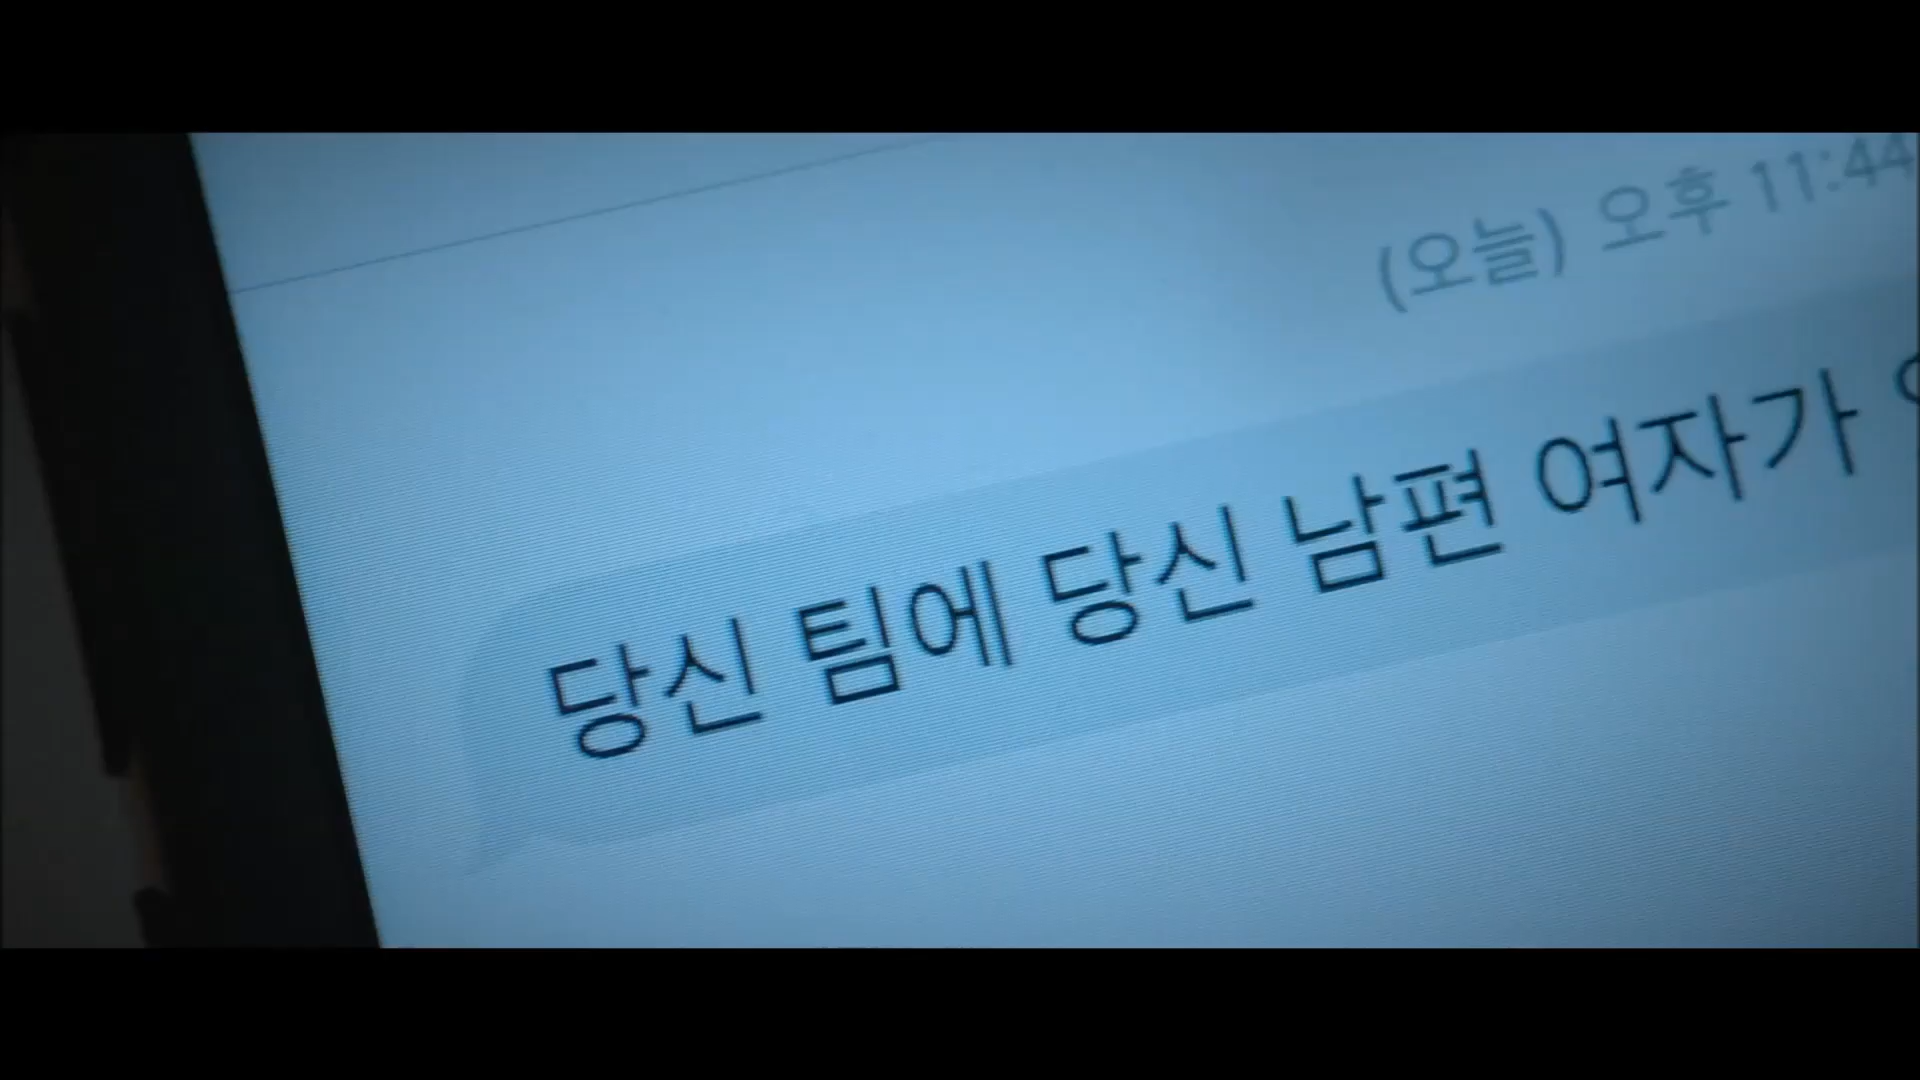 (오늘) 오후 11:44
당신 팀에 당신 남편 여자가